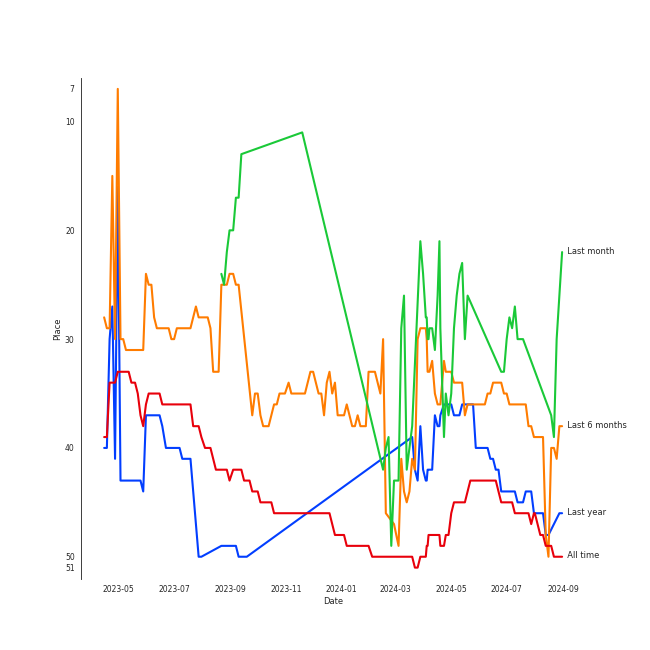 7
10
20
30
40
50
51
Place
2023-05
2023-07
2023-09
2023-11
2024-01
2024-03
2024-05
2024-07
2024-09
Date
Last month
Last 6 months
Last year
All time